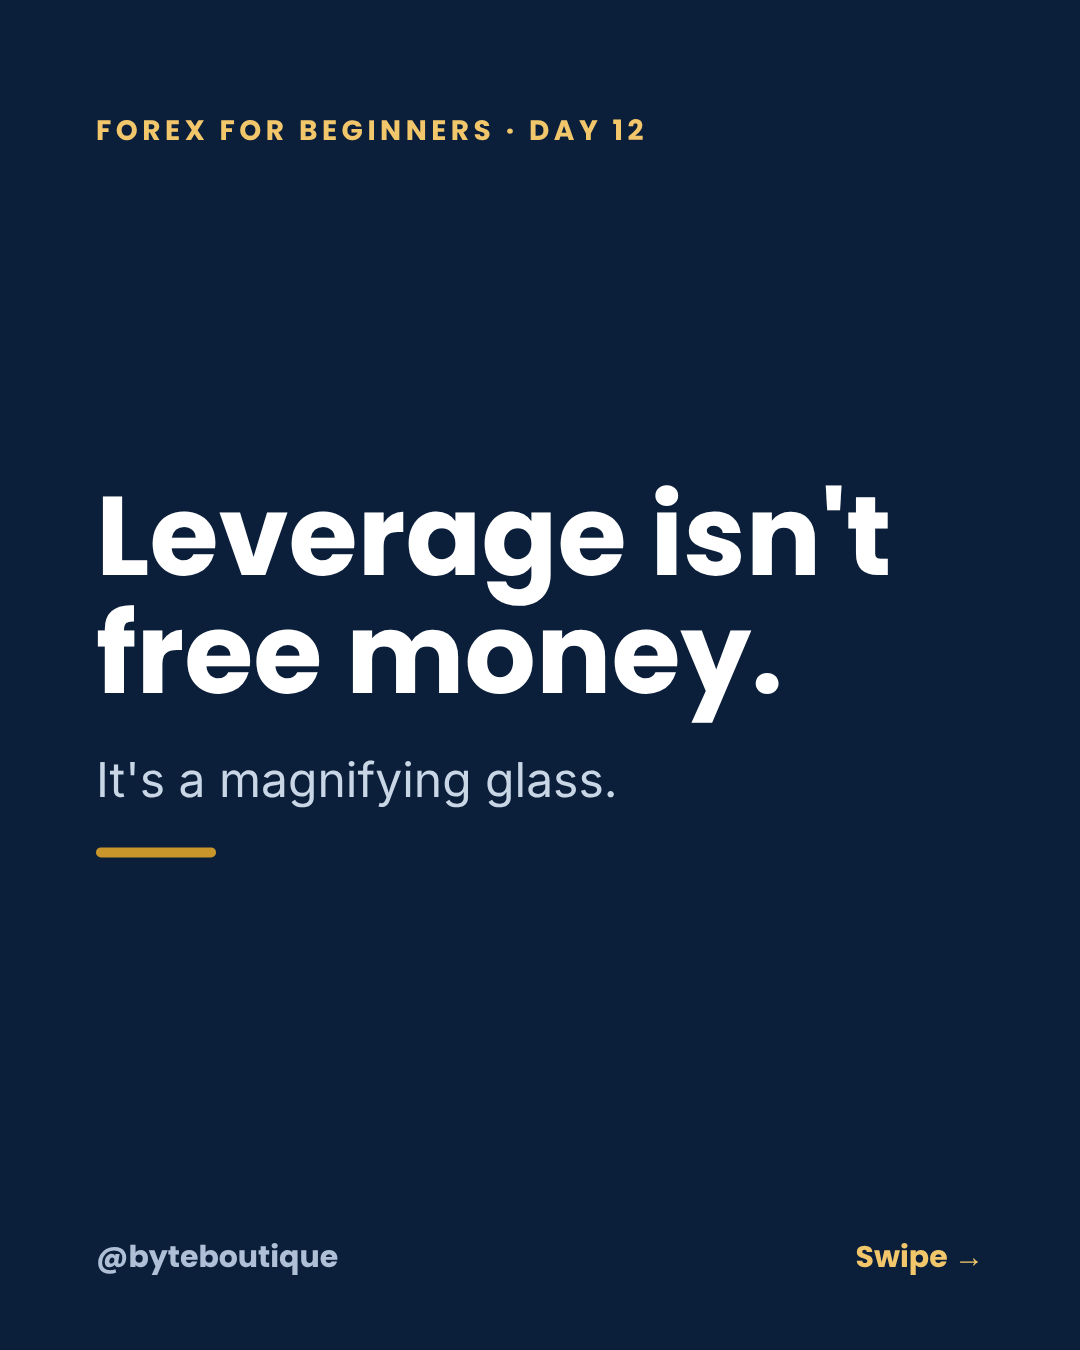 FOREX FOR BEGINNERS · DAY 12
Leverage isn't
free money.
It's a magnifying glass.
@byteboutique
Swipe →